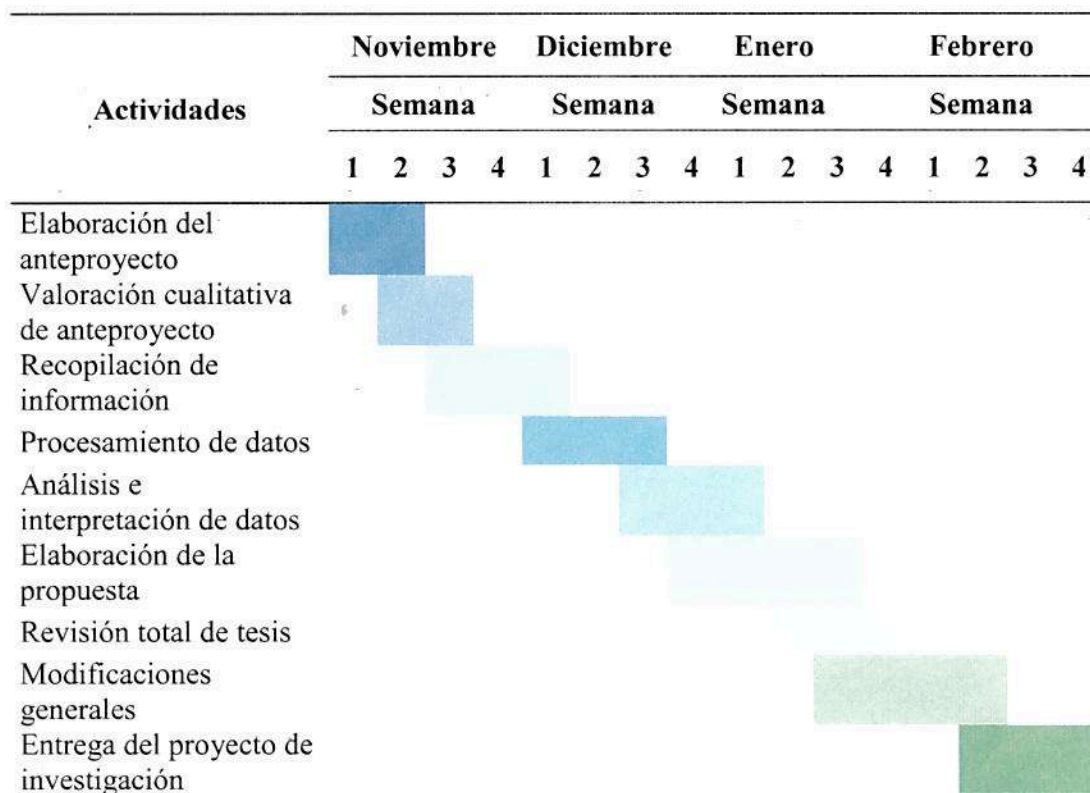 Noviembre Diciembre Enero Febrero
Actividades
Semana Semana Semana Semana
1 2 3 4 1 2 3 4 1 2 3 4 1 2 3 4
Elaboración del
anteproyecto
Valoración cualitativa
de anteproyecto
Recopilación de
información
Procesamiento de datos
Análisis e
interpretación de datos
Elaboración de la
propuesta
Revisión total de tesis
Modificaciones
generales
Entrega del proyecto de
investigación